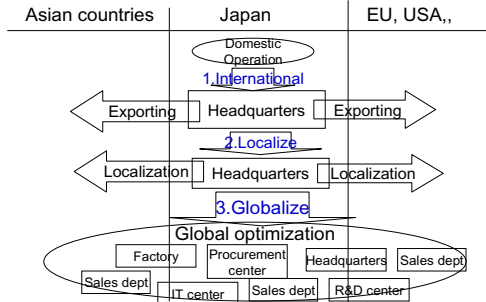 Asian countries Japan EU, USA,,
Domestic
Operation
1.International
Exporting Headquarters Exporting
2.Localize
Localization Headquarters Localization
3.Globalize
Global optimization
Factory Procurement
center Headquarters Sales dept
Sales dept IT center Sales dept R&D center